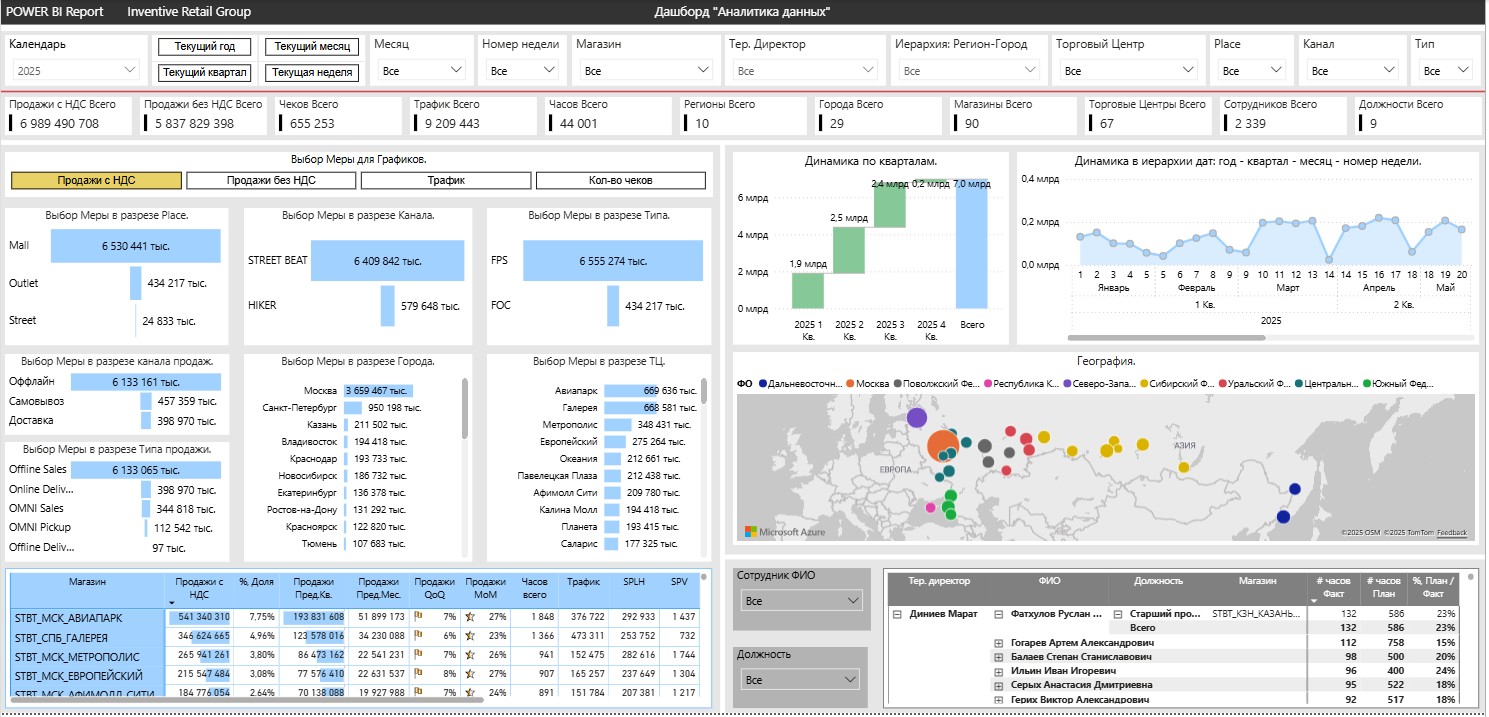 POWER BI Report Inventive Retail Group Дашборд "Аналитика данных"
Календарь
2025
Текущий год Текущий месяц
Текущий квартал Текущая неделя
Месяц
Все
Номер недели
Все
Магазин
Все
Тер. Директор
Все
Иерархия: Регион-Город
Все
Торговый Центр
Все
Place
Все
Канал
Все
Тип
Все
Продажи с НДС Всего
6 989 490 708
Продажи без НДС Всего
5 837 829 398
Чеков Всего
655 253
Трафик Всего
9 209 443
Часов Всего
44 001
Регионы Всего
10
Города Всего
29
Магазины Всего
90
Торговые Центры Всего
67
Сотрудников Всего
2 339
Должности Всего
9
Выбор Меры для Графиков.
Продажи с НДС Продажи без НДС Трафик Кол-во чеков
Выбор Меры в разрезе Place.
Mall 6 530 441 тыс.
Outlet 434 217 тыс.
Street 24 833 тыс.
Выбор Меры в разрезе Канала.
STREET BEAT 6 409 842 тыс.
HIKER 579 648 тыс.
Выбор Меры в разрезе Типа.
FPS 6 555 274 тыс.
FOC 434 217 тыс.
Выбор Меры в разрезе канала продаж.
Оффлайн 6 133 161 тыс.
Самовывоз 457 359 тыс.
Доставка 398 970 тыс.
Выбор Меры в разрезе Типа продажи.
Offline Sales 6 133 065 тыс.
Online Deliv... 398 970 тыс.
OMNI Sales 344 818 тыс.
OMNI Pickup 112 542 тыс.
Offline Deliv... 97 тыс.
Выбор Меры в разрезе Города.
Москва 3 659 467 тыс.
Санкт-Петербург 950 198 тыс.
Казань 211 502 тыс.
Владивосток 194 418 тыс.
Краснодар 193 733 тыс.
Новосибирск 186 732 тыс.
Екатеринбург 136 378 тыс.
Ростов-на-Дону 131 292 тыс.
Красноярск 122 820 тыс.
Тюмень 107 683 тыс.
Выбор Меры в разрезе ТЦ.
Авиапарк 669 636 тыс.
Галерея 668 581 тыс.
Метрополис 348 431 тыс.
Европейский 275 264 тыс.
Океания 212 661 тыс.
Павелецкая Плаза 212 438 тыс.
Афимолл Сити 209 780 тыс.
Калина Молл 194 418 тыс.
Планета 193 415 тыс.
Саларис 177 325 тыс.
Динамика по кварталам.
6 млрд
4 млрд
2 млрд
0 млрд
1,9 млрд 2,5 млрд 2,4 млрд 0,2 млрд 7,0 млрд
2025 1 Кв. 2025 2 Кв. 2025 3 Кв. 2025 4 Кв. Всего
Динамика в иерархии дат: год - квартал - месяц - номер недели.
0,4 млрд
0,2 млрд
0,0 млрд
1 2 3 4 5 5 6 7 8 9 9 10 11 12 13 14 14 15 16 17 18 18 19 20
Январь Февраль Март Апрель Май
1 Кв. 2 Кв.
2025
География.
ФО Дальневосточн... Москва Поволжский Фе... Республика К... Северо-Запа... Сибирский Ф... Уральский Ф... Центральн... Южный Фед...
ЕВРОПА
АЗИЯ
Microsoft Azure
©2025 OSM ©2025 TomTom Feedback
Магазин Продажи с НДС %, Доля Продажи Пред.Кв. Продажи Пред.Мес. Продажи QoQ Продажи MoM Часов всего Трафик SPLH SPV
STBT_МСК_АВИАПАРК 541 340 310 7,75% 193 831 608 51 899 173 7% 27% 1 848 376 722 292 933 1 437
STBT_СПБ_ГАЛЕРЕЯ 346 624 665 4,96% 123 578 016 34 230 088 6% 23% 1 366 473 311 253 752 732
STBT_МСК_МЕТРОПОЛИС 265 941 261 3,80% 86 473 162 22 541 231 7% 26% 941 152 475 282 616 1 744
STBT_МСК_ЕВРОПЕЙСКИЙ 215 547 484 3,08% 77 576 410 22 631 537 8% 27% 907 165 257 237 649 1 304
STBT_МСК_АФИМОЛЛ_СИТИ 184 776 054 2,64% 70 138 088 19 927 988 7% 24% 891 151 784 207 381 1 217
Сотрудник ФИО
Все
Должность
Все
Тер. директор ФИО Должность Магазин # часов Факт # часов План %, План / Факт
Диниев Марат Фатхулов Руслан ... Старший про... STBT_КЗН_КАЗАНЬ... 132 586 23%
Всего 132 586 23%
Гогарев Артем Александрович 112 758 15%
Балаев Степан Станиславович 98 500 20%
Ильин Иван Игоревич 96 400 24%
Серых Анастасия Дмитриевна 95 522 18%
Герих Виктор Александрович 92 517 18%